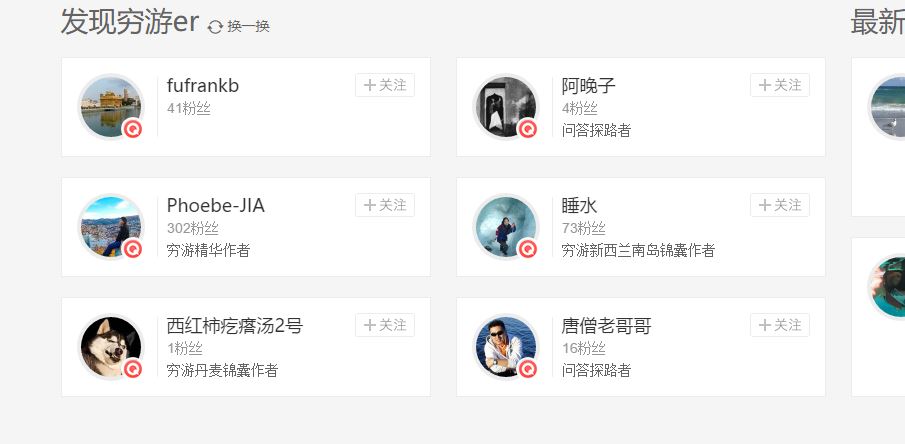 发现穷游er 换一换
最新
fufrankb
+关注
41粉丝
阿晚子
+关注
4粉丝
问答探路者
Phoebe-JIA
+关注
302粉丝
穷游精华作者
睡水
+关注
73粉丝
穷游新西兰南岛锦囊作者
西红柿疙瘩汤2号
+关注
1粉丝
穷游丹麦锦囊作者
唐僧老哥哥
+关注
16粉丝
问答探路者